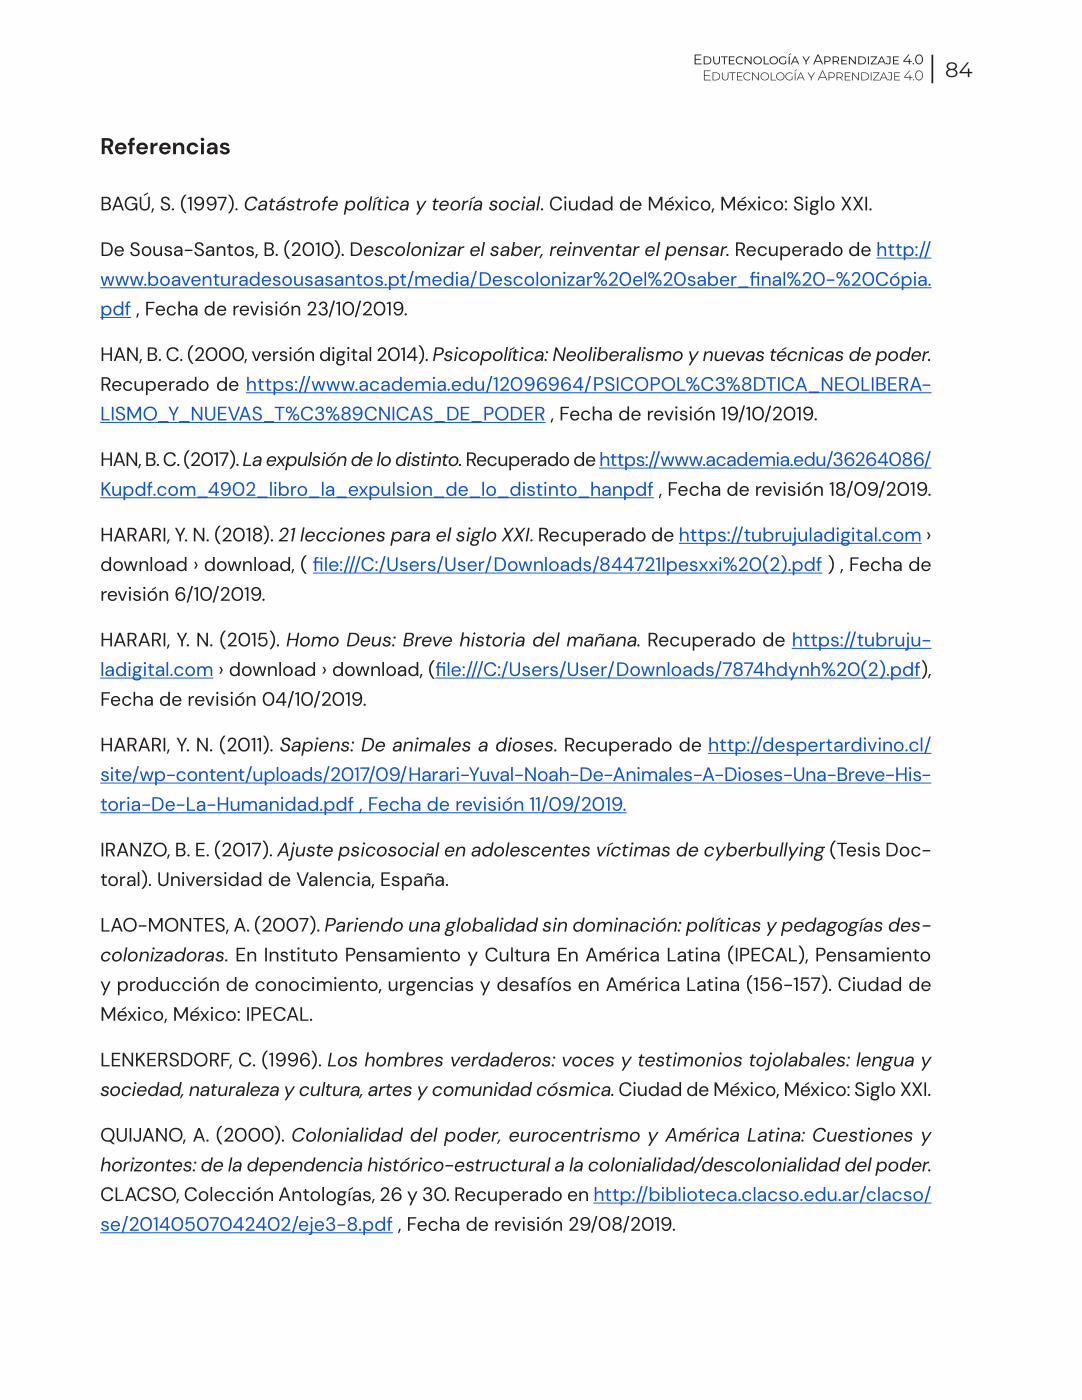 Edutecnología y Aprendizaje 4.0
Edutecnología y Aprendizaje 4.0
84
Referencias
BAGÚ, S. (1997). Catástrofe política y teoría social. Ciudad de México, México: Siglo XXI.
De Sousa-Santos, B. (2010). Descolonizar el saber, reinventar el pensar. Recuperado de http://
www.boaventuradesousasantos.pt/media/Descolonizar%20el%20saber_final%20-%20Cópia.
pdf , Fecha de revisión 23/10/2019.
HAN, B. C. (2000, versión digital 2014). Psicopolítica: Neoliberalismo y nuevas técnicas de poder.
Recuperado de https://www.academia.edu/12096964/PSICOPOL%C3%8DTICA_NEOLIBERA-
LISMO_Y_NUEVAS_T%C3%89CNICAS_DE_PODER , Fecha de revisión 19/10/2019.
HAN, B. C. (2017). La expulsión de lo distinto. Recuperado de https://www.academia.edu/36264086/
Kupdf.com_4902_libro_la_expulsion_de_lo_distinto_hanpdf , Fecha de revisión 18/09/2019.
HARARI, Y. N. (2018). 21 lecciones para el siglo XXI. Recuperado de https://tubrujuladigital.com ›
download › download, ( file:///C:/Users/User/Downloads/844721lpesxxi%20(2).pdf ) , Fecha de
revisión 6/10/2019.
HARARI, Y. N. (2015). Homo Deus: Breve historia del mañana. Recuperado de https://tubruju-
ladigital.com › download › download, (file:///C:/Users/User/Downloads/7874hdynh%20(2).pdf),
Fecha de revisión 04/10/2019.
HARARI, Y. N. (2011). Sapiens: De animales a dioses. Recuperado de http://despertardivino.cl/
site/wp-content/uploads/2017/09/Harari-Yuval-Noah-De-Animales-A-Dioses-Una-Breve-His-
toria-De-La-Humanidad.pdf , Fecha de revisión 11/09/2019.
IRANZO, B. E. (2017). Ajuste psicosocial en adolescentes víctimas de cyberbullying (Tesis Doc-
toral). Universidad de Valencia, España.
LAO-MONTES, A. (2007). Pariendo una globalidad sin dominación: políticas y pedagogías des-
colonizadoras. En Instituto Pensamiento y Cultura En América Latina (IPECAL), Pensamiento
y producción de conocimiento, urgencias y desafíos en América Latina (156-157). Ciudad de
México, México: IPECAL.
LENKERSDORF, C. (1996). Los hombres verdaderos: voces y testimonios tojolabales: lengua y
sociedad, naturaleza y cultura, artes y comunidad cósmica. Ciudad de México, México: Siglo XXI.
QUIJANO, A. (2000). Colonialidad del poder, eurocentrismo y América Latina: Cuestiones y
horizontes: de la dependencia histórico-estructural a la colonialidad/descolonialidad del poder.
CLACSO, Colección Antologías, 26 y 30. Recuperado en http://biblioteca.clacso.edu.ar/clacso/
se/20140507042402/eje3-8.pdf , Fecha de revisión 29/08/2019.